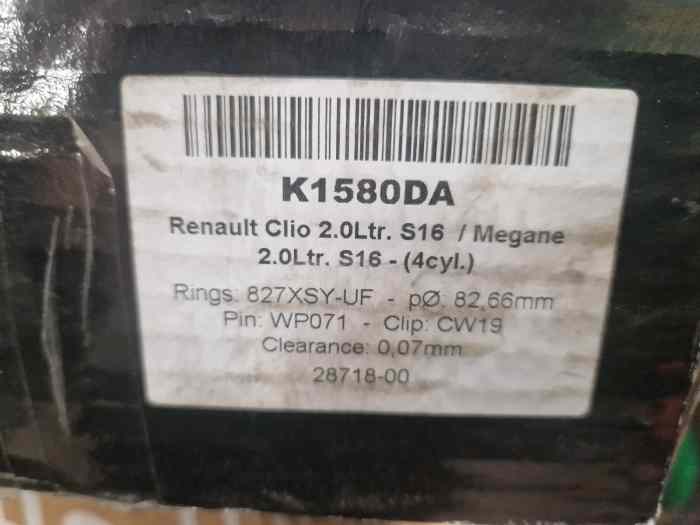 K1580DA
Renault Clio 2.0Ltr. S16 / Megane
2.0Ltr. S16 - (4cyl.)
Rings: 827XSY-UF - pØ: 82,66mm
Pin: WP071 - Clip: CW19
Clearance: 0,07mm
28718-00